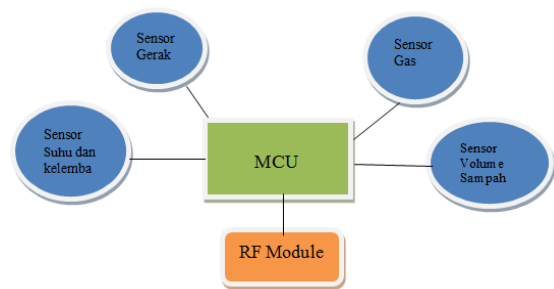 Sensor
Gerak
Sensor
Gas
Sensor
Suhu dan
kelemba
MCU
Sensor
Volume
Sampah
RF Module